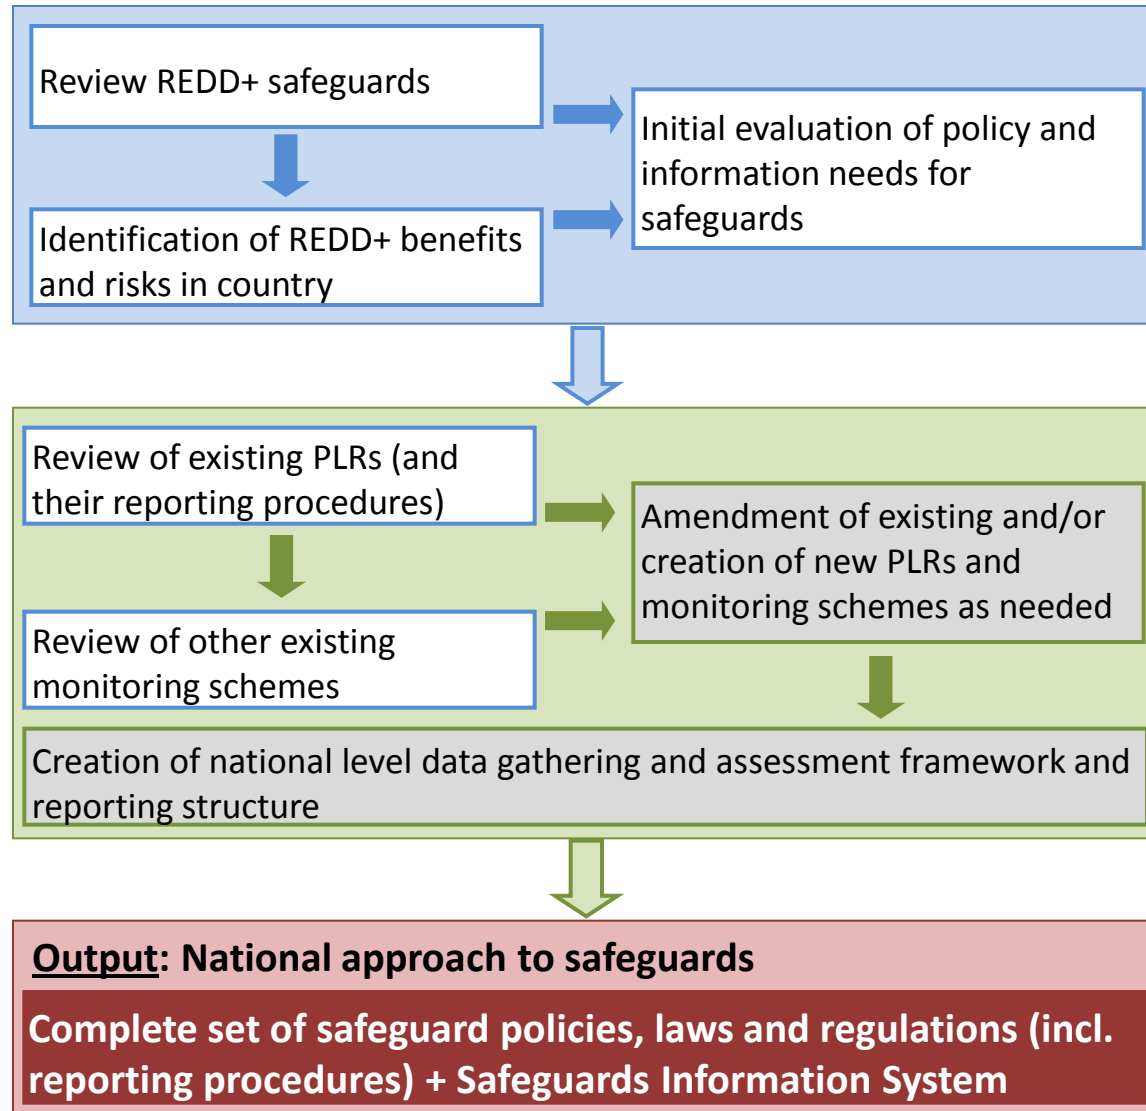 Review REDD+ safeguards
Initial evaluation of policy and
information needs for
safeguards
Identification of REDD+ benefits
and risks in country
Review of existing PLRs (and
their reporting procedures)
Amendment of existing and/or
creation of new PLRs and
monitoring schemes as needed
Review of other existing
monitoring schemes
Creation of national level data gathering and assessment framework and
reporting structure
Output: National approach to safeguards
Complete set of safeguard policies, laws and regulations (incl.
reporting procedures) + Safeguards Information System